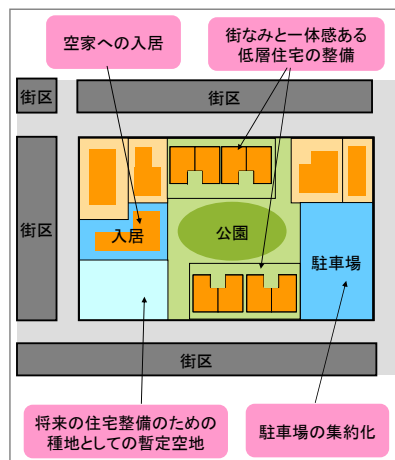 空家への入居
街なみと一体感ある
低層住宅の整備
街区
街区
街区
入居
公園
駐車場
街区
将来の住宅整備のための
種地としての暫定空地
駐車場の集約化